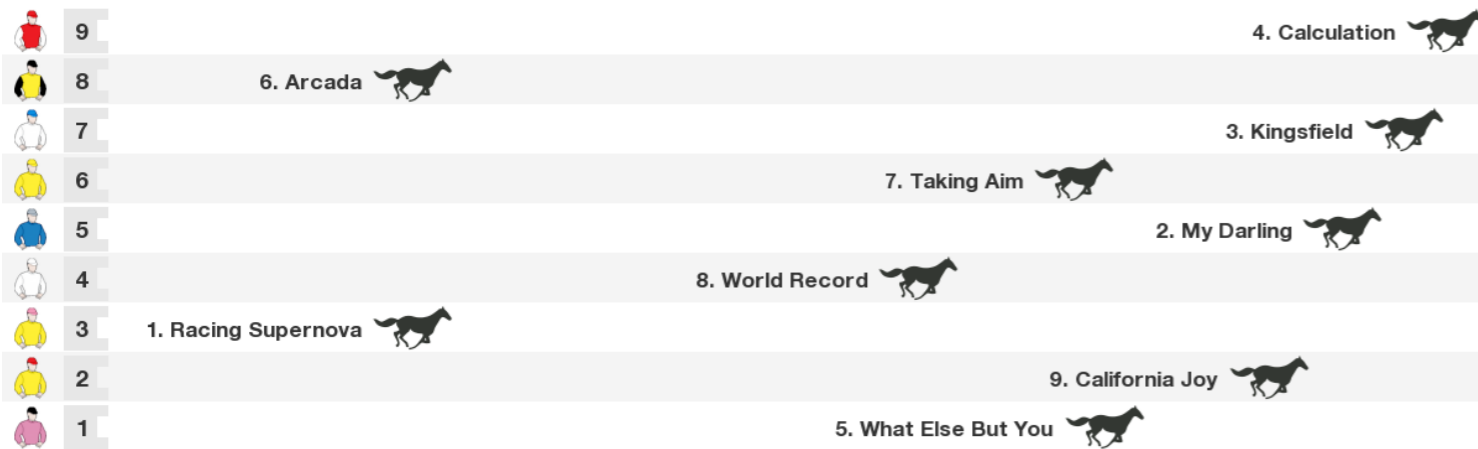 9 4. Calculation
8 6. Arcada
7 3. Kingsfield
6 7. Taking Aim
5 2. My Darling
4 8. World Record
3 1. Racing Supernova
2 9. California Joy
1 5. What Else But You